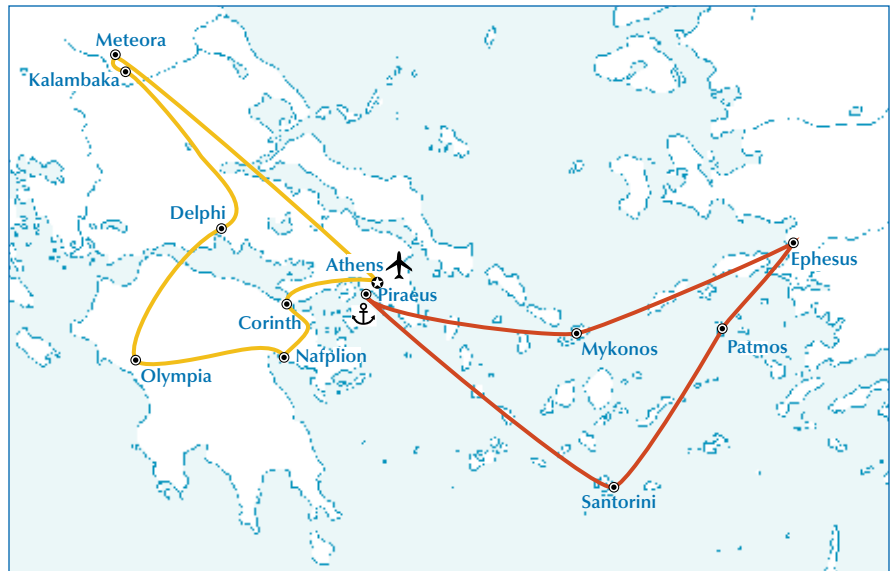 Meteora
Kalambaka
Delphi
Athens
Ephesus
Piraeus
Corinth
Mykonos
Patmos
Nafplion
Olympia
Santorini